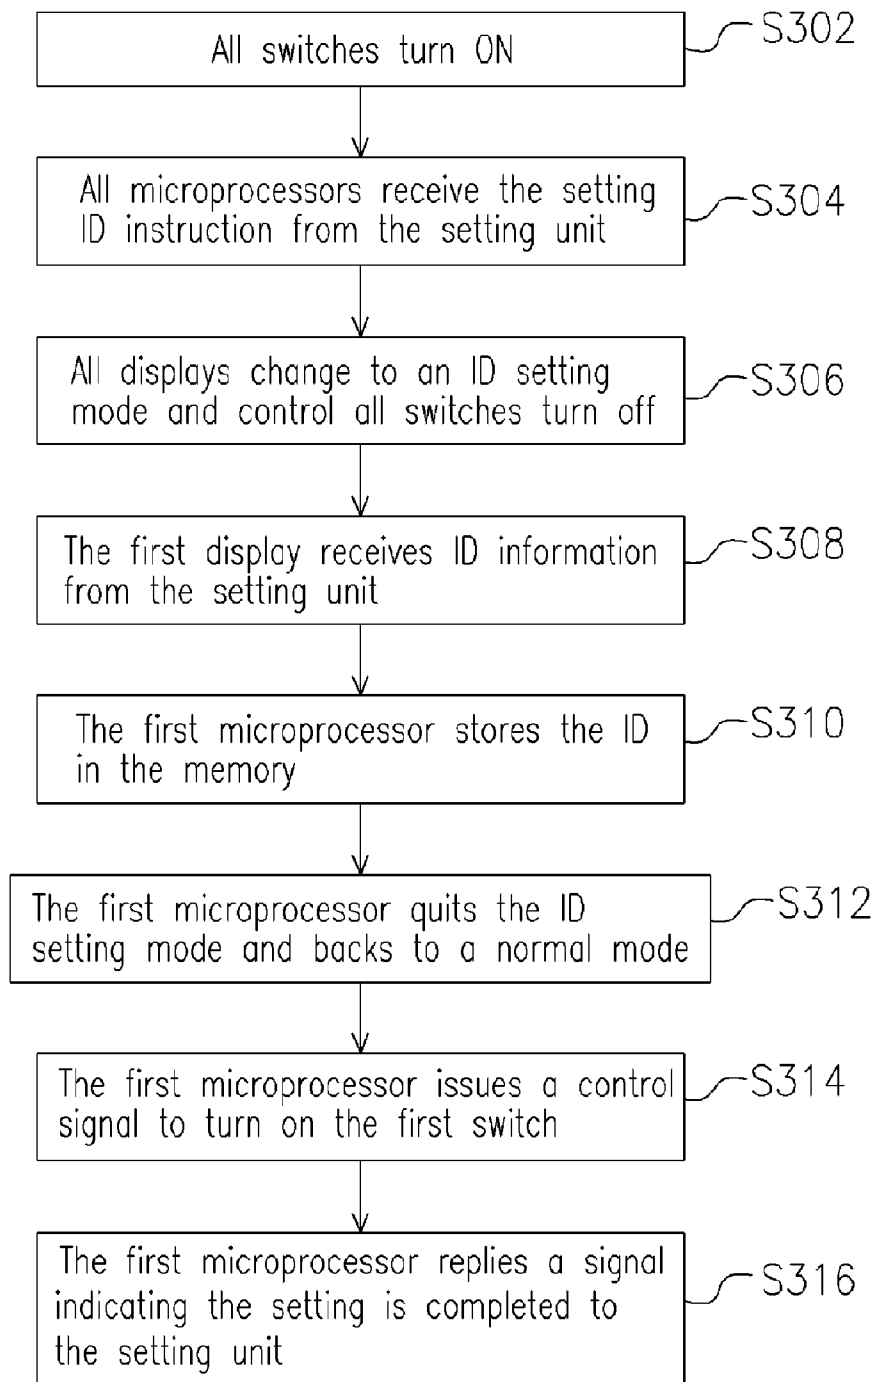 All switches turn ON
S302
All microprocessors receive the setting
ID instruction from the setting unit
S304
All displays change to an ID setting
mode and control all switches turn off
S306
The first display receives ID information
from the setting unit
S308
The first microprocessor stores the ID
in the memory
S310
The first microprocessor quits the ID
setting mode and backs to a normal mode
S312
The first microprocessor issues a control
signal to turn on the first switch
S314
The first microprocessor replies a signal
indicating the setting is completed to
the setting unit
S316